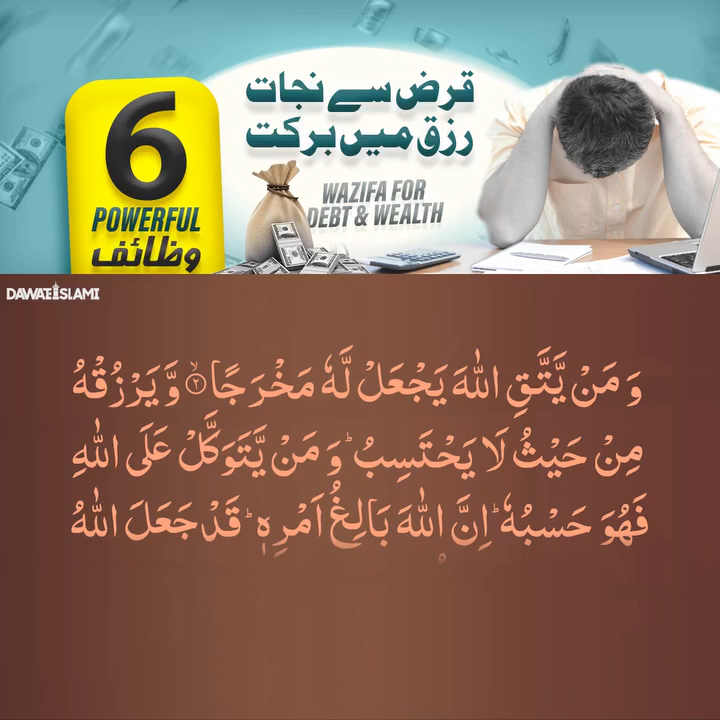 قرض سے نجات
رزق میں برکت
6
POWERFUL
وظائف
WAZIFA FOR
DEBT & WEALTH
DAWATEISLAMI
وَ مَنْ یَّتَّقِ اللّٰهَ یَجْعَلْ لَّهٗ مَخْرَجًاۙ۲ وَّ یَرْزُقْهُ
مِنْ حَیْثُ لَا یَحْتَسِبُؕ وَ مَنْ یَّتَوَكَّلْ عَلَى اللّٰهِ
فَهُوَ حَسْبُهٗؕ اِنَّ اللّٰهَ بَالِغُ اَمْرِهٖؕ قَدْ جَعَلَ اللّٰهُ